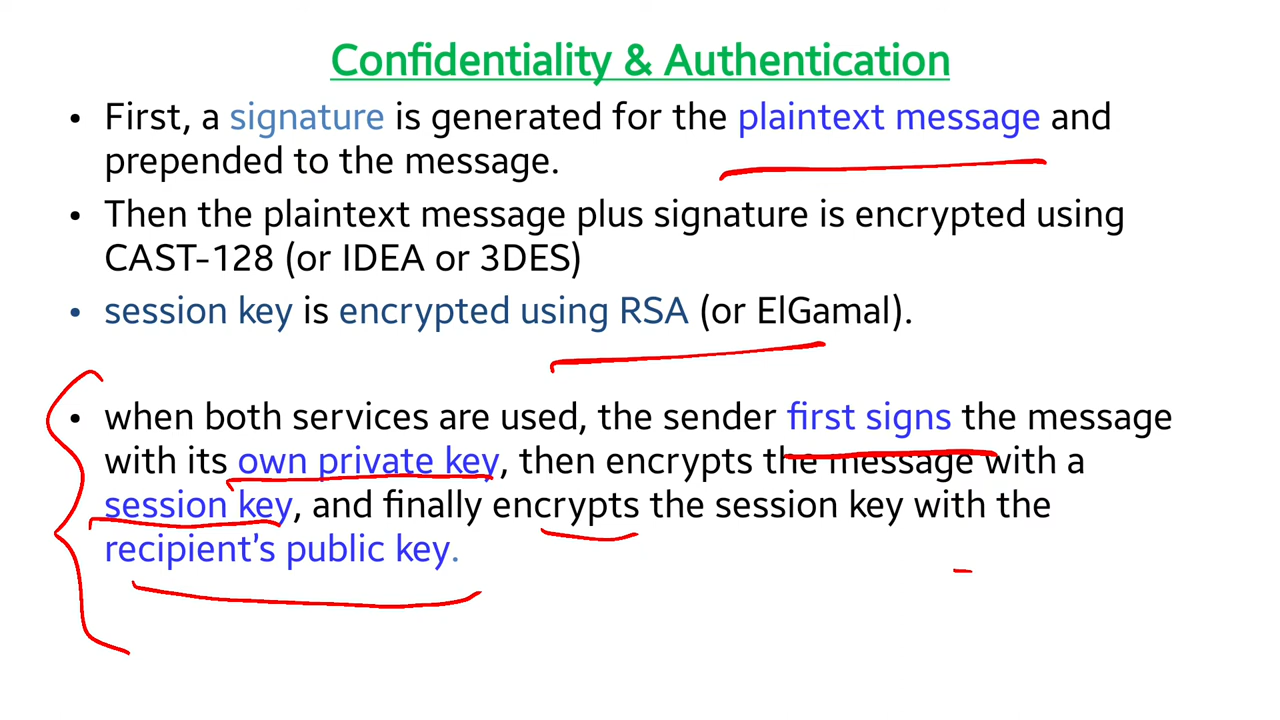 Confidentiality & Authentication
• First, a signature is generated for the plaintext message and
prepended to the message.
• Then the plaintext message plus signature is encrypted using
CAST-128 (or IDEA or 3DES)
• session key is encrypted using RSA (or ElGamal).
• when both services are used, the sender first signs the message
with its own private key, then encrypts the message with a
session key, and finally encrypts the session key with the
recipient's public key.